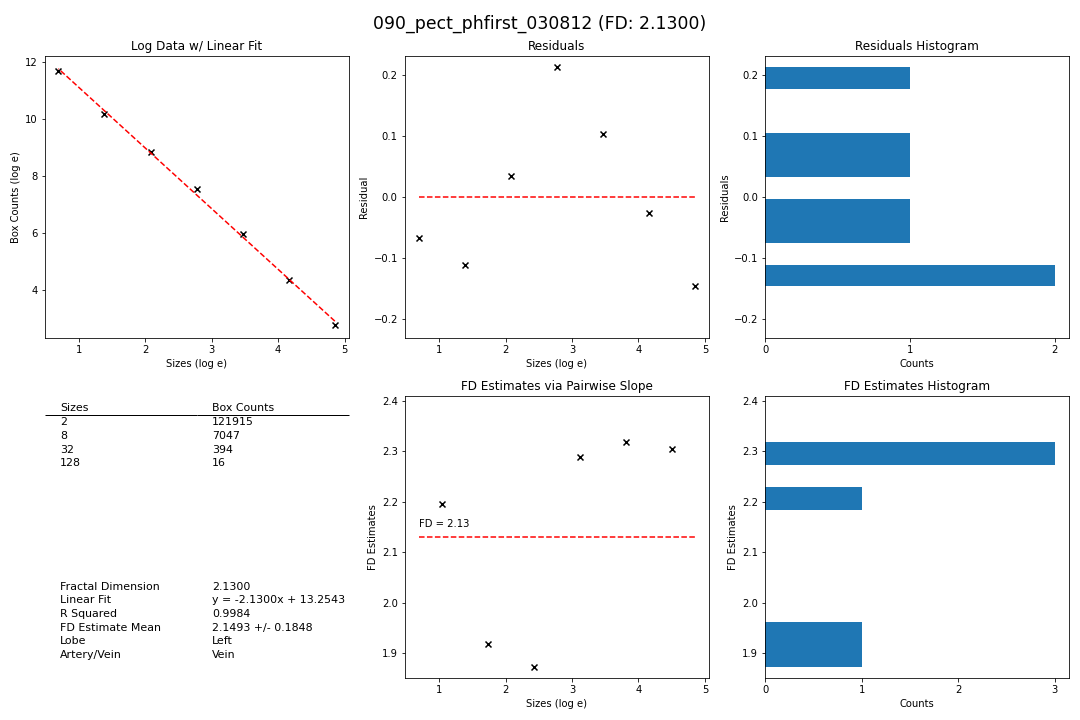 090_pect_phfirst_030812 (FD: 2.1300)
Log Data w/ Linear Fit
Box Counts (log e)
12
10
8
6
4
1 2 3 4 5
Sizes (log e)
Residuals
Residual
0.2
0.1
0.0
−0.1
−0.2
1 2 3 4 5
Sizes (log e)
Residuals Histogram
Residuals
0.2
0.1
0.0
−0.1
−0.2
0 1 2
Counts
Sizes Box Counts
2 121915
8 7047
32 394
128 16
Fractal Dimension 2.1300
Linear Fit y = -2.1300x + 13.2543
R Squared 0.9984
FD Estimate Mean 2.1493 +/- 0.1848
Lobe Left
Artery/Vein Vein
FD Estimates via Pairwise Slope
FD Estimates
2.4
2.3
2.2
2.1
2.0
1.9
FD = 2.13
1 2 3 4 5
Sizes (log e)
FD Estimates Histogram
FD Estimates
2.4
2.3
2.2
2.1
2.0
1.9
0 1 2 3
Counts